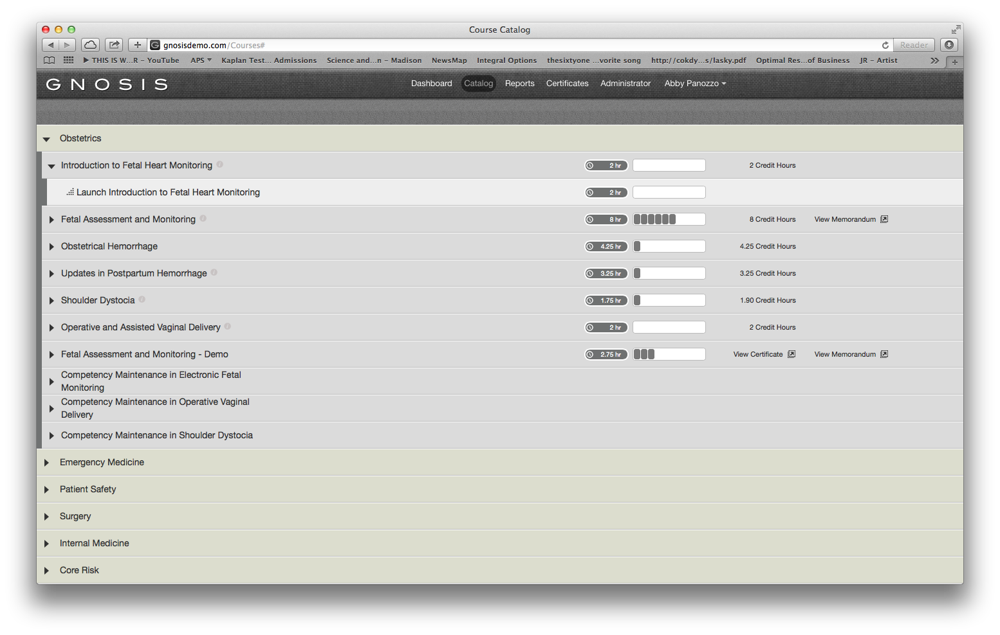 Course Catalog
gnosisdemo.com/Courses#
Reader
THIS IS W...R – YouTube APS Kaplan Test... Admissions Science and...n – Madison NewsMap Integral Options thesixtyone ...vorite song http://cokdy...s/lasky.pdf Optimal Res...of Business JR – Artist
GNOSIS Dashboard Catalog Reports Certificates Administrator Abby Panozzo
Obstetrics
Introduction to Fetal Heart Monitoring 2 hr 2 Credit Hours
Launch Introduction to Fetal Heart Monitoring 2 hr
Fetal Assessment and Monitoring 8 hr 8 Credit Hours View Memorandum
Obstetrical Hemorrhage 4.25 hr 4.25 Credit Hours
Updates in Postpartum Hemorrhage 3.25 hr 3.25 Credit Hours
Shoulder Dystocia 1.75 hr 1.90 Credit Hours
Operative and Assisted Vaginal Delivery 2 hr 2 Credit Hours
Fetal Assessment and Monitoring - Demo 2.75 hr View Certificate View Memorandum
Competency Maintenance in Electronic Fetal
Monitoring
Competency Maintenance in Operative Vaginal
Delivery
Competency Maintenance in Shoulder Dystocia
Emergency Medicine
Patient Safety
Surgery
Internal Medicine
Core Risk